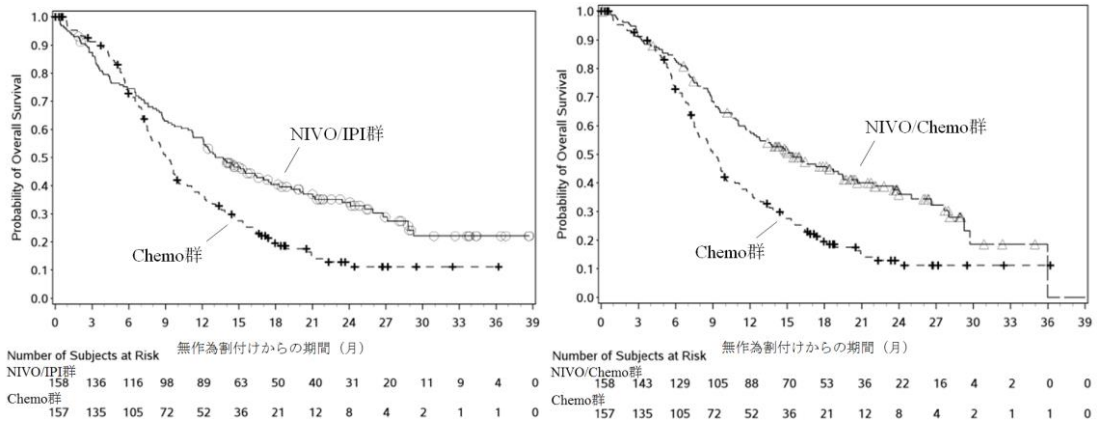 Probability of Overall Survival
1.0
0.9
0.8
0.7
0.6
0.5
0.4
0.3
0.2
0.1
0.0
NIVO/IPI群
Chemo群
0 3 6 9 12 15 18 21 24 27 30 33 36 39
無作為割付けからの期間（月）
Number of Subjects at Risk
NIVO/IPI群
158 136 116 98 89 63 50 40 31 20 11 9 4 0
Chemo群
157 135 105 72 52 36 21 12 8 4 2 1 1 0
Probability of Overall Survival
1.0
0.9
0.8
0.7
0.6
0.5
0.4
0.3
0.2
0.1
0.0
NIVO/Chemo群
Chemo群
0 3 6 9 12 15 18 21 24 27 30 33 36 39
無作為割付けからの期間（月）
Number of Subjects at Risk
NIVO/Chemo群
158 143 129 105 88 70 53 36 22 16 4 2 0 0
Chemo群
157 135 105 72 52 36 21 12 8 4 2 1 1 0